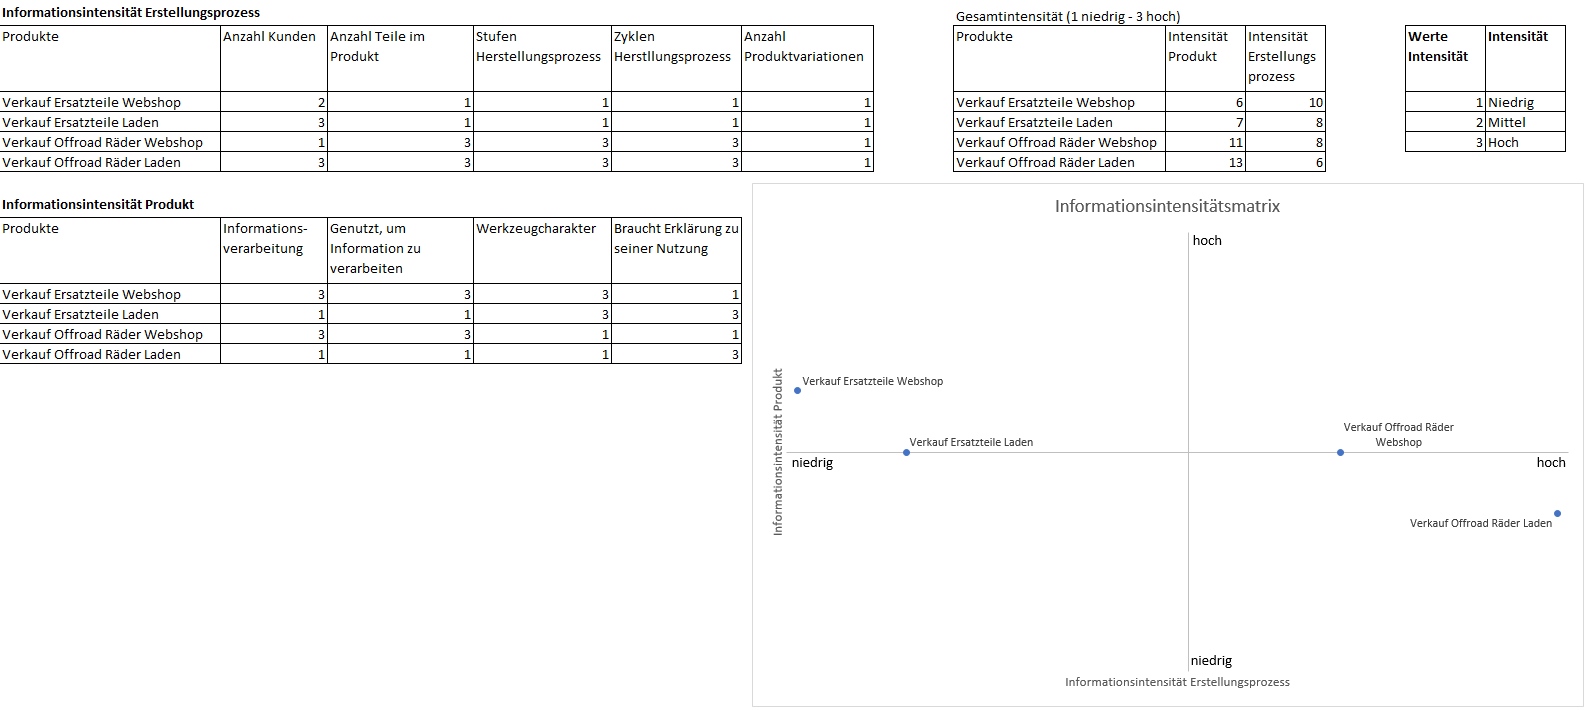 Informationsintensität Erstellungsprozess
Produkte Anzahl Kunden Anzahl Teile im Produkt Stufen Herstellungsprozess Zyklen Herstllungsprozess Anzahl Produktvariationen
Verkauf Ersatzteile Webshop 2 1 1 1 1
Verkauf Ersatzteile Laden 3 1 1 1 1
Verkauf Offroad Räder Webshop 1 3 3 3 1
Verkauf Offroad Räder Laden 3 3 3 3 1
Gesamtintensität (1 niedrig - 3 hoch)
Produkte Intensität Produkt Intensität Erstellungs prozess
Verkauf Ersatzteile Webshop 6 10
Verkauf Ersatzteile Laden 7 8
Verkauf Offroad Räder Webshop 11 8
Verkauf Offroad Räder Laden 13 6
Werte Intensität Intensität
1 Niedrig
2 Mittel
3 Hoch
Informationsintensität Produkt
Produkte Informations-verarbeitung Genutzt, um Information zu verarbeiten Werkzeugcharakter Braucht Erklärung zu seiner Nutzung
Verkauf Ersatzteile Webshop 3 3 3 1
Verkauf Ersatzteile Laden 1 1 3 3
Verkauf Offroad Räder Webshop 3 3 1 1
Verkauf Offroad Räder Laden 1 1 1 3
Informationsintensitätsmatrix
hoch
Informationsintensität Produkt
Verkauf Ersatzteile Webshop
Verkauf Ersatzteile Laden
Verkauf Offroad Räder
Webshop
niedrig
hoch
Verkauf Offroad Räder Laden
niedrig
Informationsintensität Erstellungsprozess